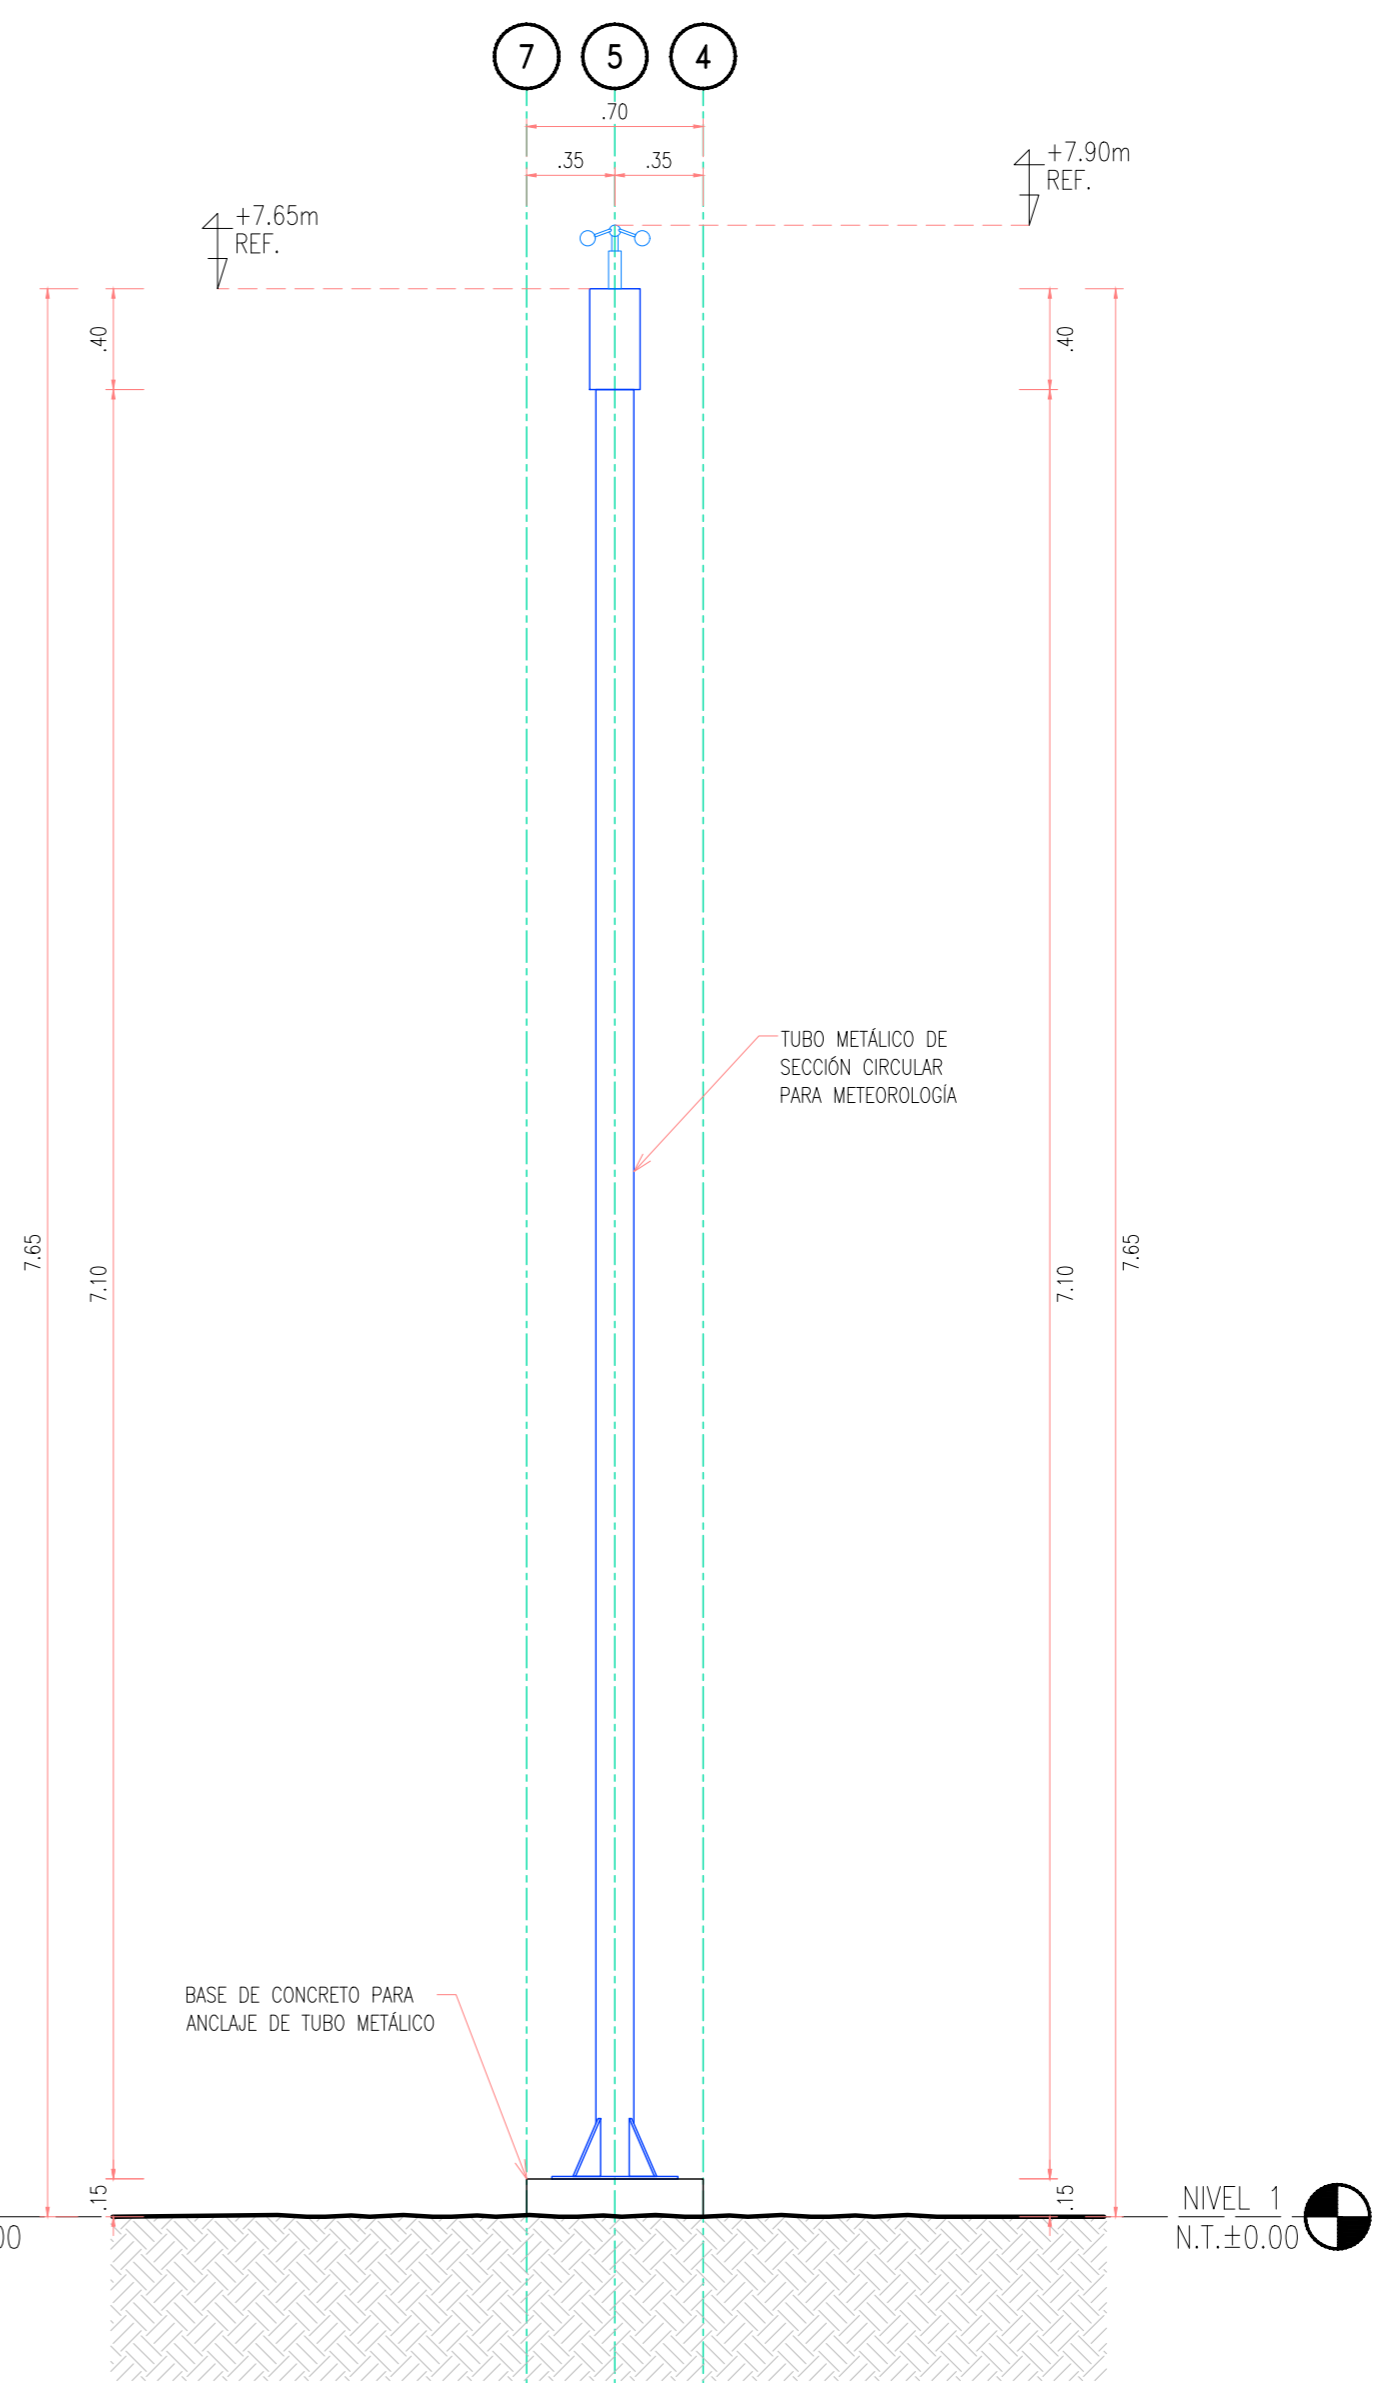 7 5 4
.70
.35 .35
+7.90m
REF.
+7.65m
REF.
.40 .40
TUBO METÁLICO DE
SECCIÓN CIRCULAR
PARA METEOROLOGÍA
7.65 7.10 7.10 7.65
BASE DE CONCRETO PARA
ANCLAJE DE TUBO METÁLICO
.15 .15
NIVEL 1
00 N.T.±0.00